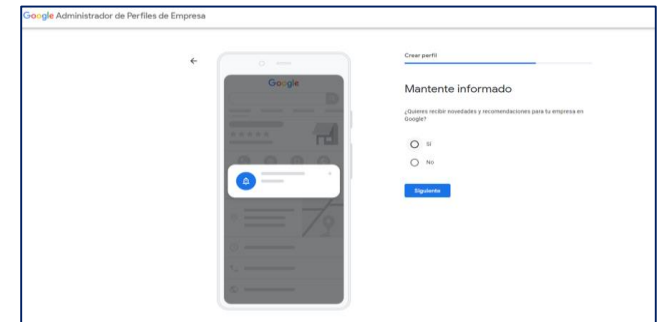 Google Administrador de Perfiles de Empresa
Crear perfil
Google
Mantente informado
¿Quieres recibir novedades y recomendaciones para tu empresa en
Google?
Sí
No
Siguiente